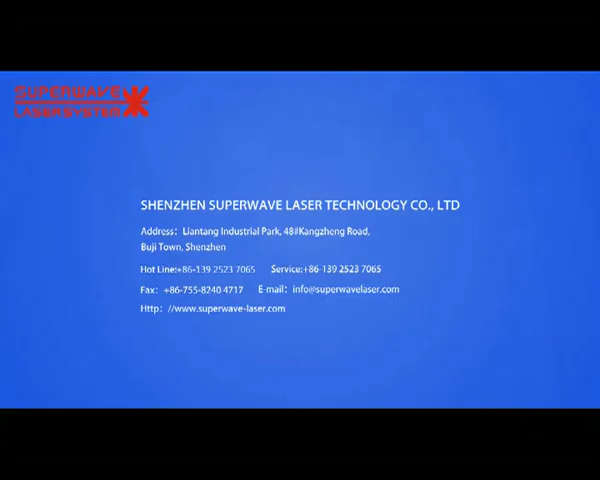 SUPERWAVE
LASERSYSTEM
SHENZHEN SUPERWAVE LASER TECHNOLOGY CO., LTD
Address： Liantang Industrial Park, 48#Kangzheng Road,
Buji Town, Shenzhen
Hot Line:+86-139 2523 7065 Service:+86-139 2523 7065
Fax： +86-755-8240 4717 E-mail： info@superwavelaser.com
Http： //www.superwave-laser.com